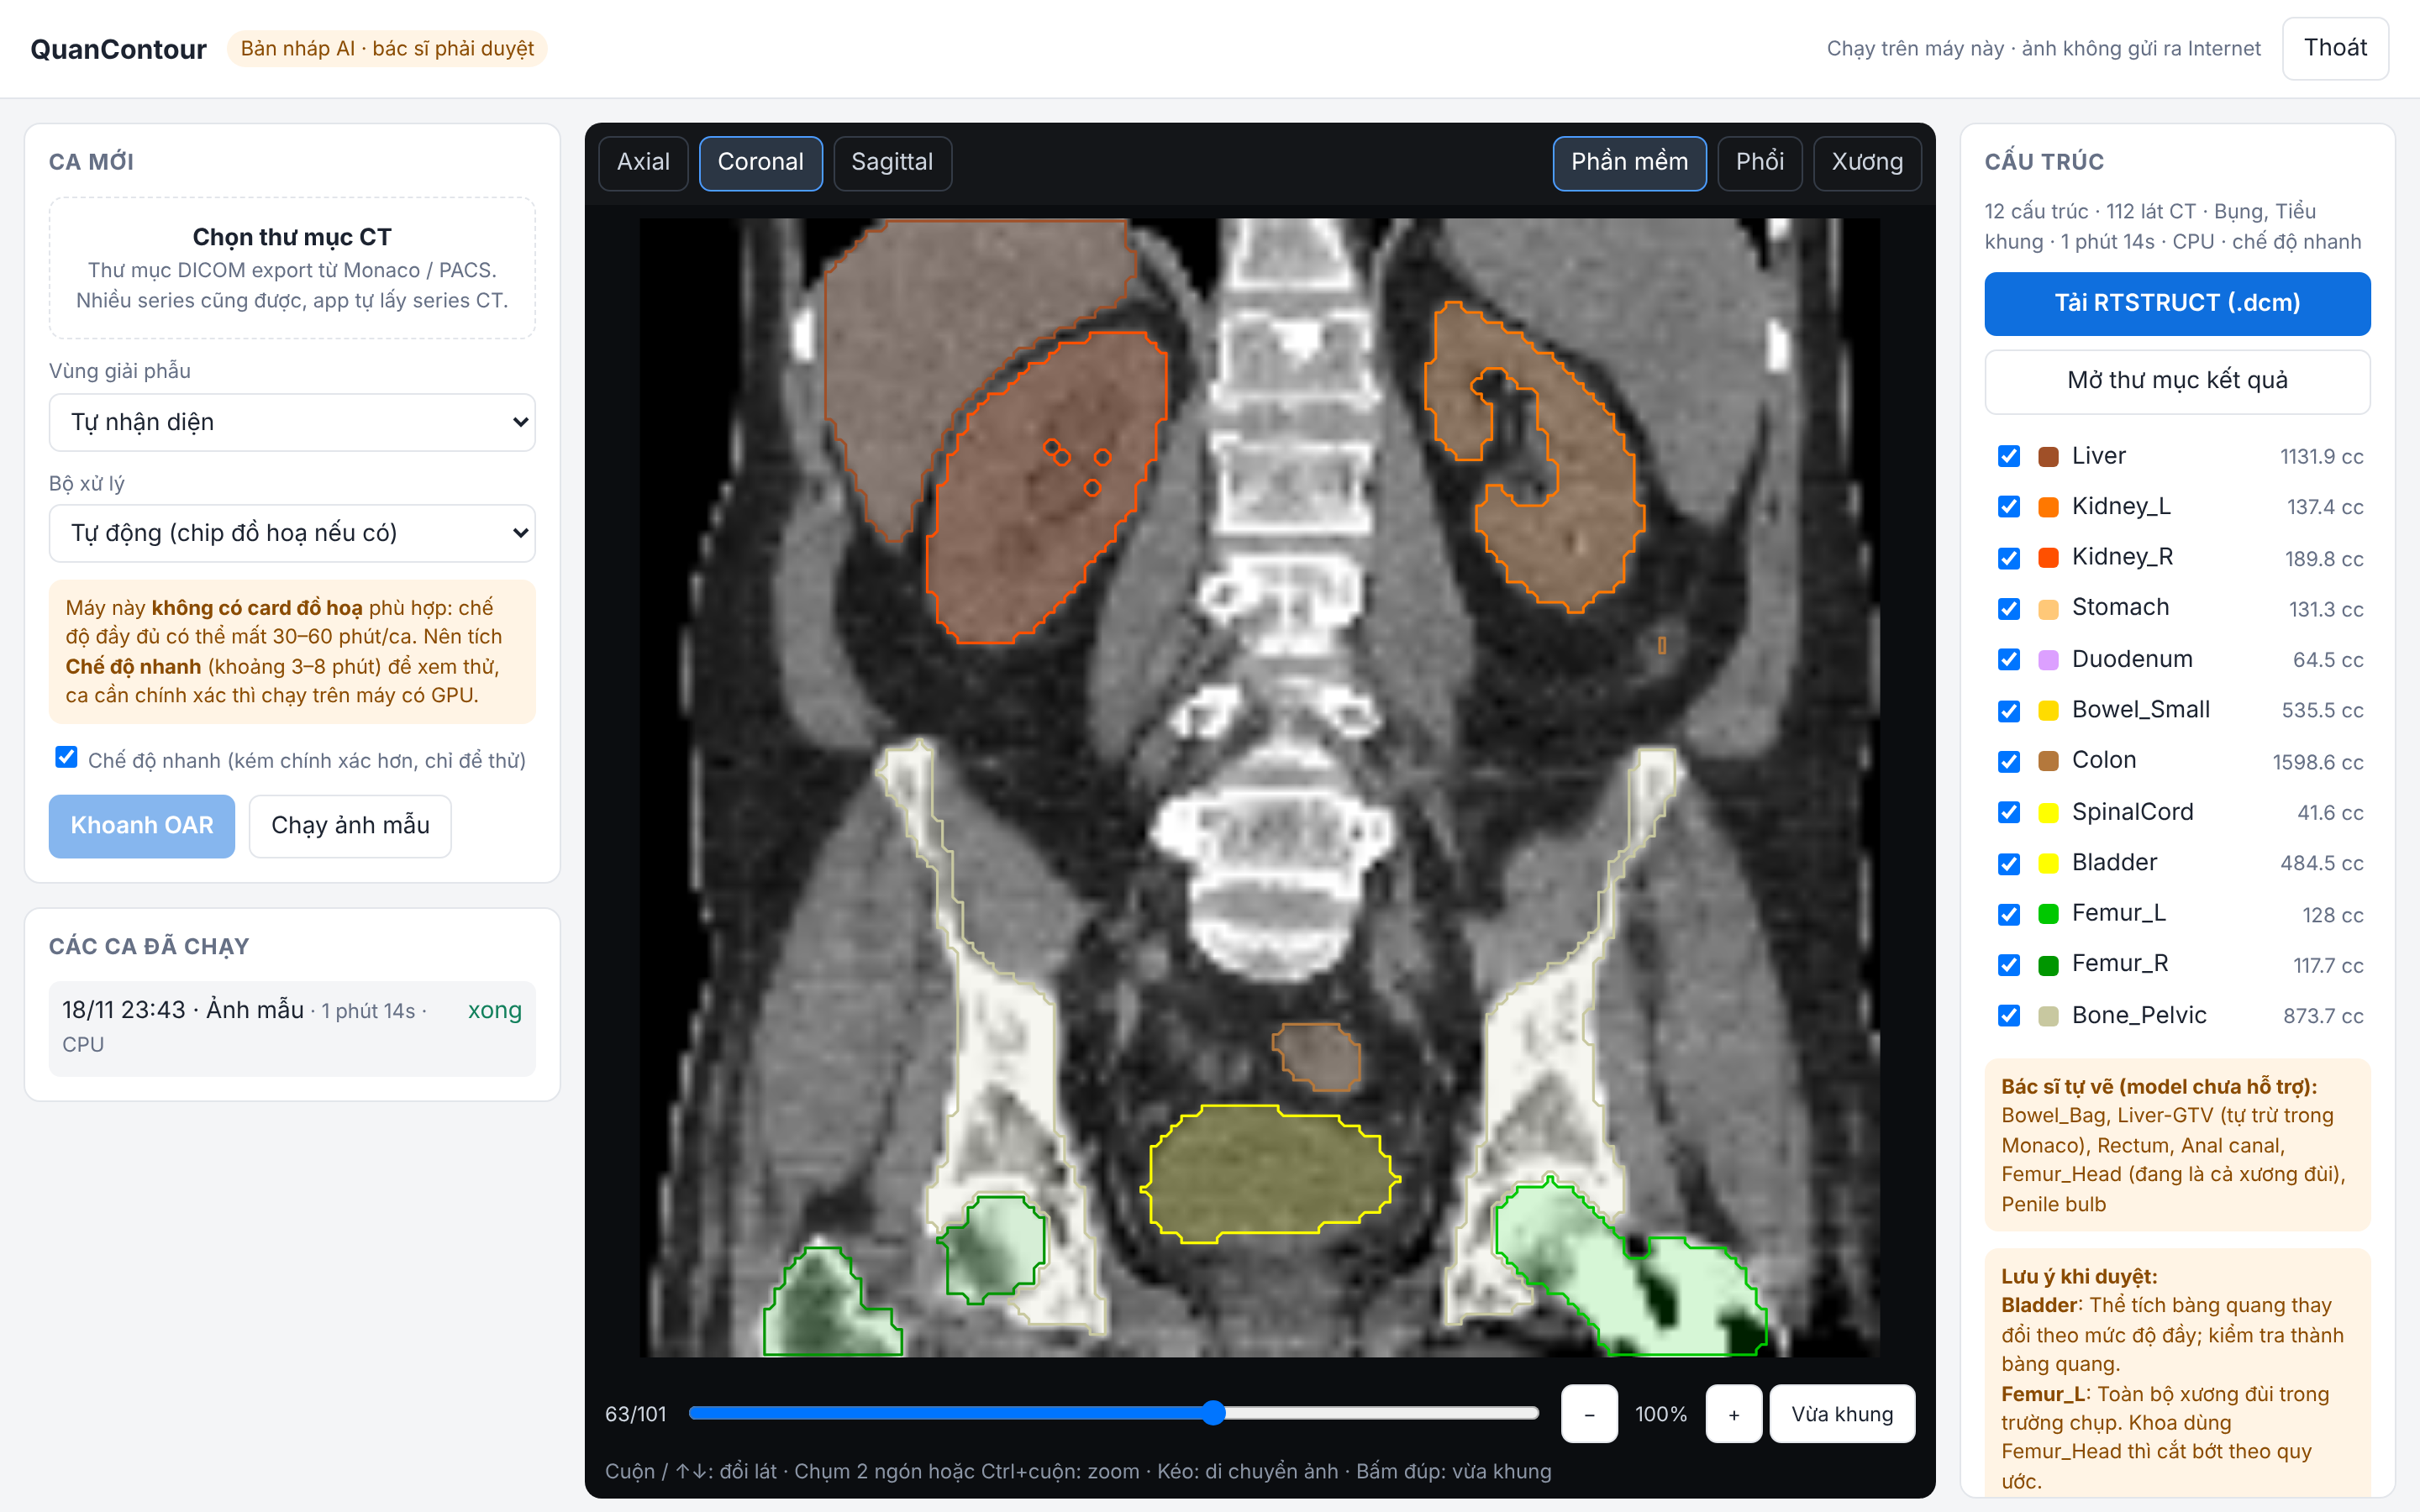 QuanContour
Bản nháp AI · bác sĩ phải duyệt
Chạy trên máy này · ảnh không gửi ra Internet
Thoát
CA MỚI
Chọn thư mục CT
Thư mục DICOM export từ Monaco / PACS.
Nhiều series cũng được, app tự lấy series CT.
Vùng giải phẫu
Tự nhận diện
Bộ xử lý
Tự động (chip đồ hoạ nếu có)
Máy này không có card đồ hoạ phù hợp: chế
độ đầy đủ có thể mất 30–60 phút/ca. Nên tích
Chế độ nhanh (khoảng 3–8 phút) để xem thử,
ca cần chính xác thì chạy trên máy có GPU.
Chế độ nhanh (kém chính xác hơn, chỉ để thử)
Khoanh OAR
Chạy ảnh mẫu
CÁC CA ĐÃ CHẠY
18/11 23:43 · Ảnh mẫu · 1 phút 14s ·
CPU
xong
Axial
Coronal
Sagittal
Phần mềm
Phổi
Xương
63/101
−
100%
+
Vừa khung
Cuộn / ↑↓: đổi lát · Chụm 2 ngón hoặc Ctrl+cuộn: zoom · Kéo: di chuyển ảnh · Bấm đúp: vừa khung
CẤU TRÚC
12 cấu trúc · 112 lát CT · Bụng, Tiểu
khung · 1 phút 14s · CPU · chế độ nhanh
Tải RTSTRUCT (.dcm)
Mở thư mục kết quả
Liver 1131.9 cc
Kidney_L 137.4 cc
Kidney_R 189.8 cc
Stomach 131.3 cc
Duodenum 64.5 cc
Bowel_Small 535.5 cc
Colon 1598.6 cc
SpinalCord 41.6 cc
Bladder 484.5 cc
Femur_L 128 cc
Femur_R 117.7 cc
Bone_Pelvic 873.7 cc
Bác sĩ tự vẽ (model chưa hỗ trợ):
Bowel_Bag, Liver-GTV (tự trừ trong
Monaco), Rectum, Anal canal,
Femur_Head (đang là cả xương đùi),
Penile bulb
Lưu ý khi duyệt:
Bladder: Thể tích bàng quang thay
đổi theo mức độ đầy; kiểm tra thành
bàng quang.
Femur_L: Toàn bộ xương đùi trong
trường chụp. Khoa dùng
Femur_Head thì cắt bớt theo quy
ước.